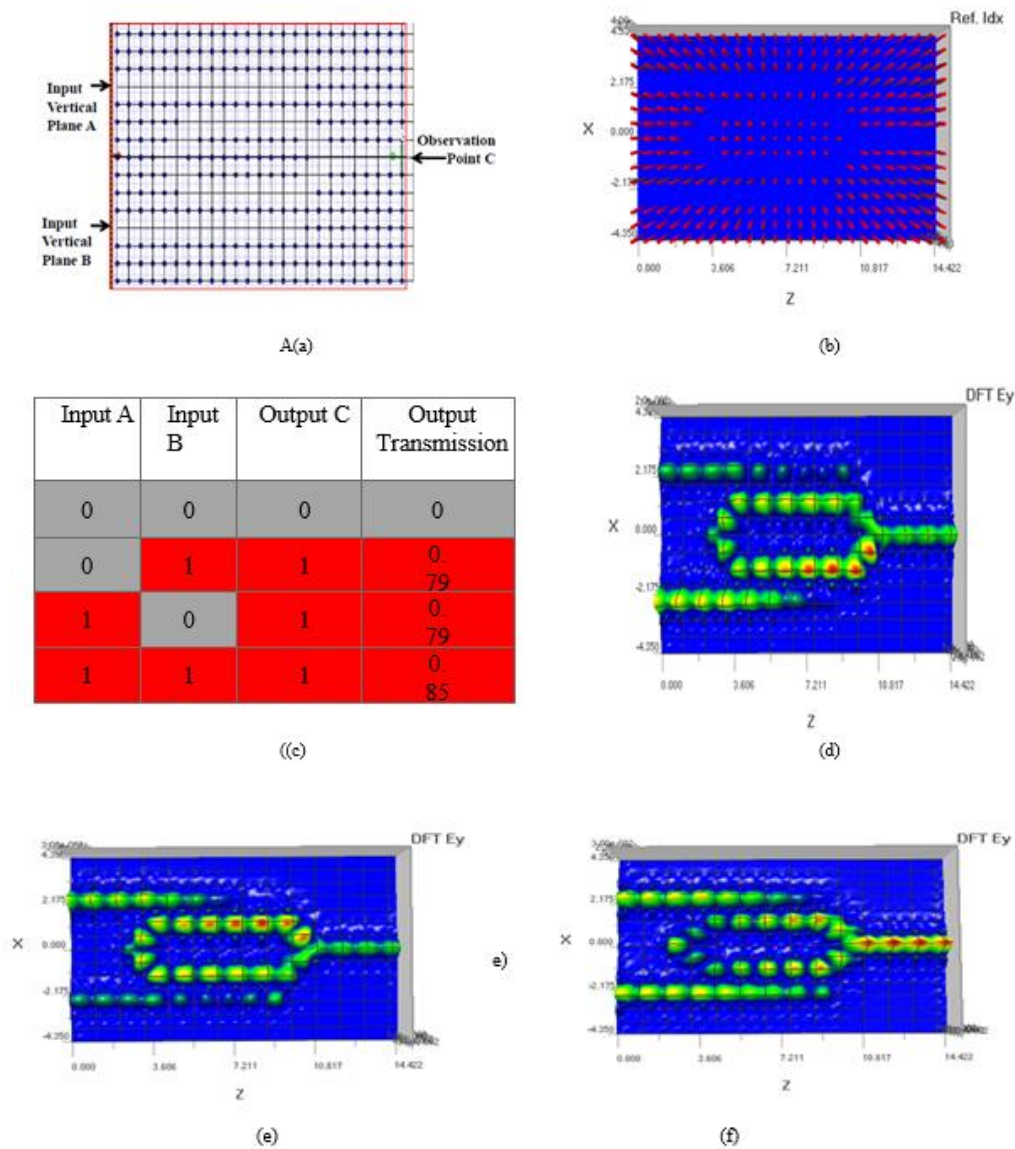 Input
Vertical
Plane A
Observation
Point C
Input
Vertical
Plane B
A(a)
Ref. Idx
2.175
X
0.000
-2.175
-4.350
0.000
3.606
7.211
10.817
14.422
Z
(b)
Input A
Input
B
Output C
Output
Transmission
0
0
0
0
0
1
1
0.
79
1
0
1
0.
79
1
1
1
0.
85
((c)
DFT Ey
2.175
X
0.000
-2.175
-4.350
0.000
3.606
7.211
10.817
14.422
Z
(d)
DFT Ey
2.175
X
0.000
-2.175
-4.350
0.000
3.606
7.211
10.817
14.422
Z
(e)
e)
DFT Ey
2.175
X
0.000
-2.175
-4.350
0.000
3.606
7.211
10.817
14.422
Z
(f)